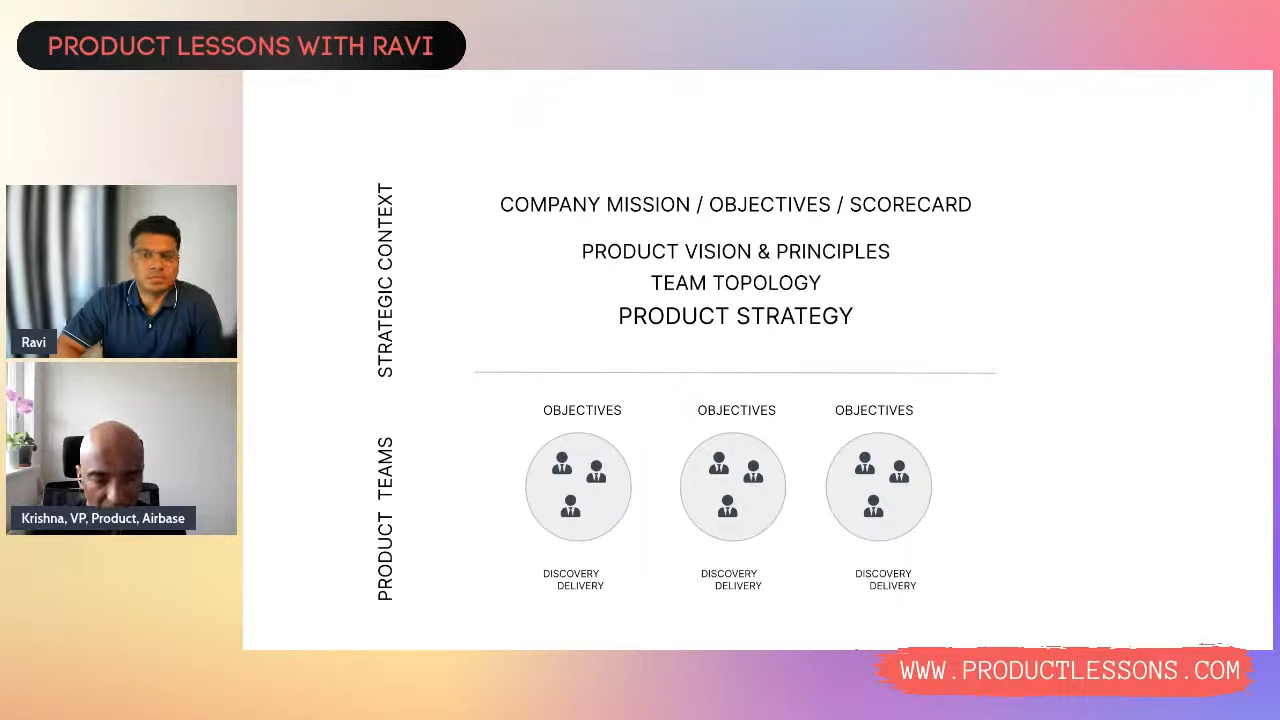 PRODUCT LESSONS WITH RAVI
Ravi
Krishna, VP, Product, Airbase
STRATEGIC CONTEXT
COMPANY MISSION / OBJECTIVES / SCORECARD
PRODUCT VISION & PRINCIPLES
TEAM TOPOLOGY
PRODUCT STRATEGY
PRODUCT TEAMS
OBJECTIVES
OBJECTIVES
OBJECTIVES
DISCOVERY
DELIVERY
DISCOVERY
DELIVERY
DISCOVERY
DELIVERY
WWW.PRODUCTLESSONS.COM